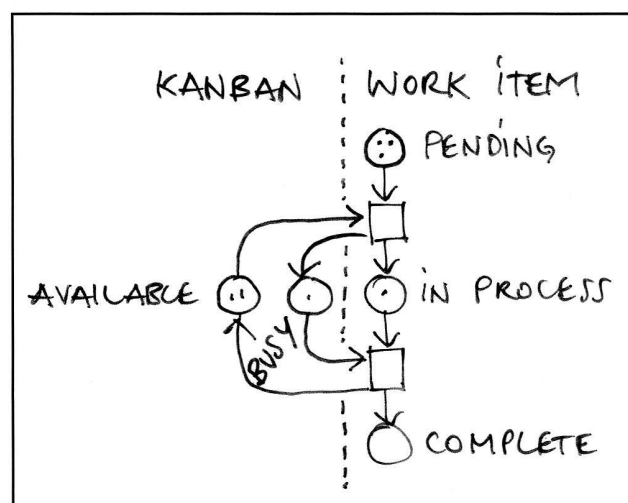 KANBAN
WORK ITEM
PENDING
AVAILABLE
BUSY
IN PROCESS
COMPLETE